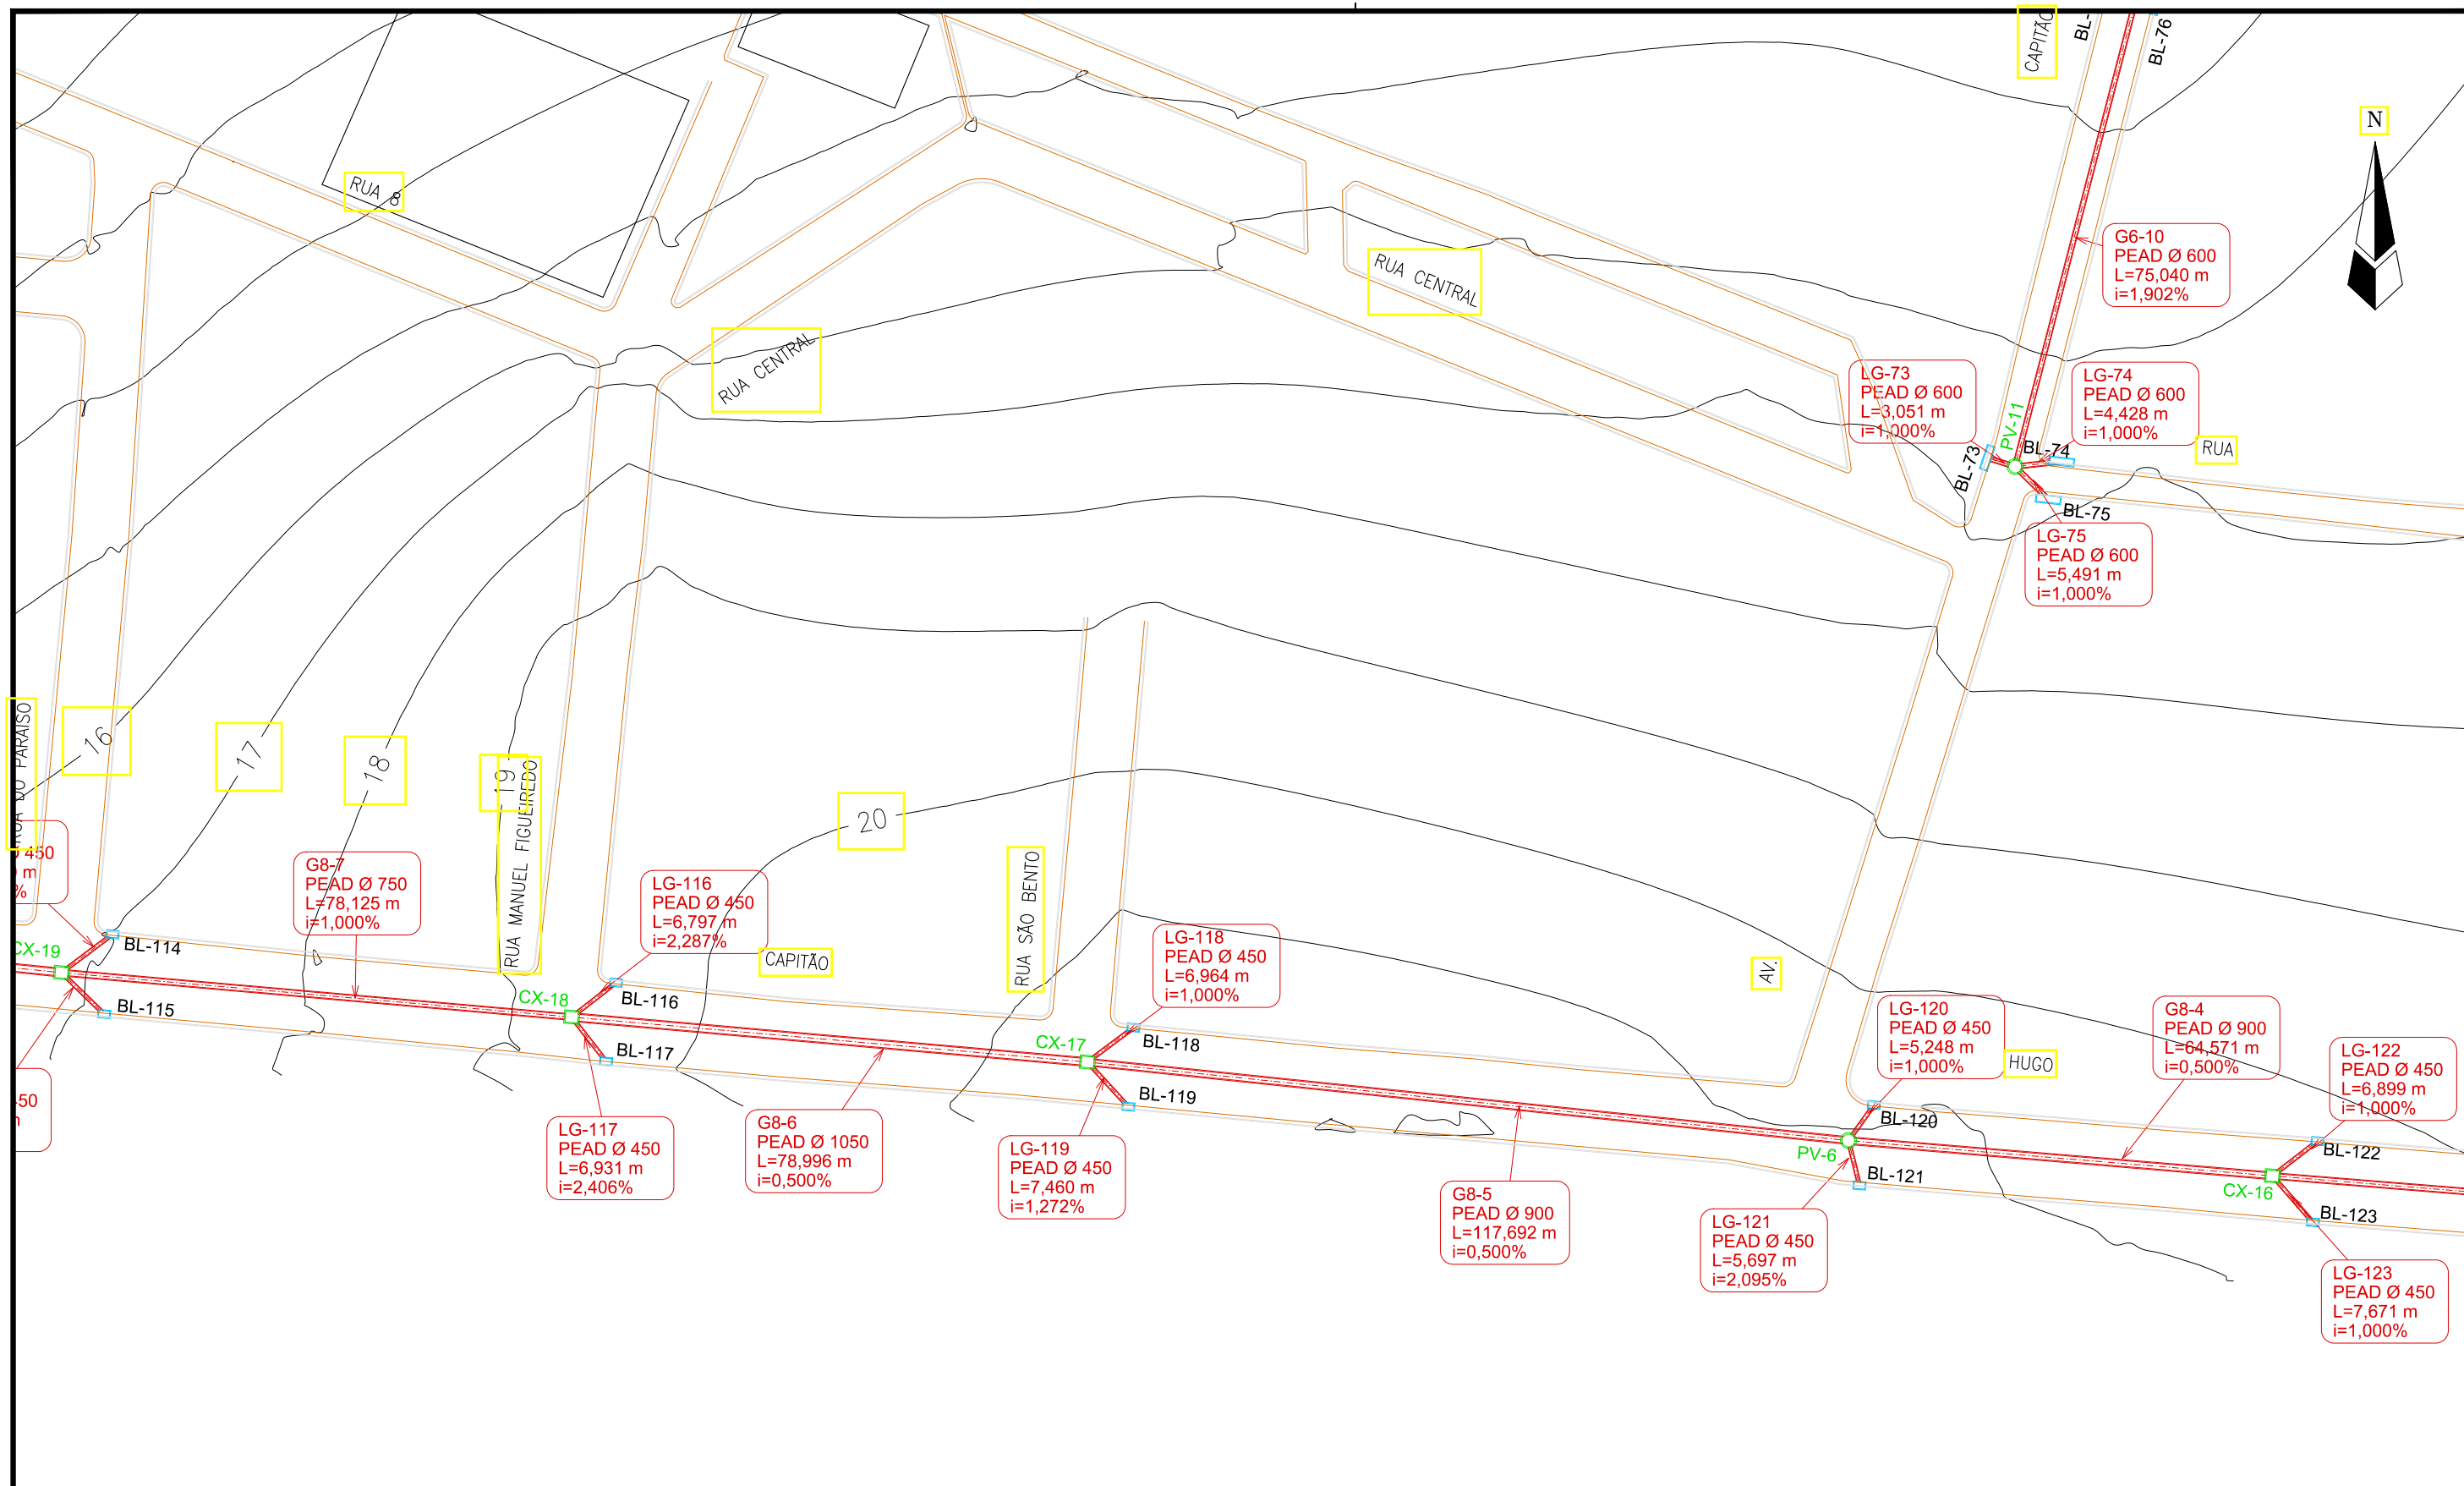 CAPITÃO
BL-76
N
RUA 8
G6-10
PEAD Ø 600
L=75,040 m
i=1,902%
RUA CENTRAL
RUA CENTRAL
LG-73
PEAD Ø 600
L=3,051 m
i=1,000%
LG-74
PEAD Ø 600
L=4,428 m
i=1,000%
PV-11
BL-73
BL-74
RUA
BL-75
LG-75
PEAD Ø 600
L=5,491 m
i=1,000%
RUA DO PARAÍSO
16
17
18
19
RUA MANUEL FIGUEIREDO
20
RUA SÃO BENTO
G8-7
PEAD Ø 750
L=78,125 m
i=1,000%
LG-116
PEAD Ø 450
L=6,797 m
i=2,287%
CAPITÃO
LG-118
PEAD Ø 450
L=6,964 m
i=1,000%
AV.
LG-120
PEAD Ø 450
L=5,248 m
i=1,000%
HUGO
G8-4
PEAD Ø 900
L=64,571 m
i=0,500%
LG-122
PEAD Ø 450
L=6,899 m
i=1,000%
CX-19
BL-114
BL-115
CX-18
BL-116
BL-117
CX-17
BL-118
BL-119
BL-120
PV-6
BL-121
BL-122
CX-16
BL-123
LG-117
PEAD Ø 450
L=6,931 m
i=2,406%
G8-6
PEAD Ø 1050
L=78,996 m
i=0,500%
LG-119
PEAD Ø 450
L=7,460 m
i=1,272%
G8-5
PEAD Ø 900
L=117,692 m
i=0,500%
LG-121
PEAD Ø 450
L=5,697 m
i=2,095%
LG-123
PEAD Ø 450
L=7,671 m
i=1,000%